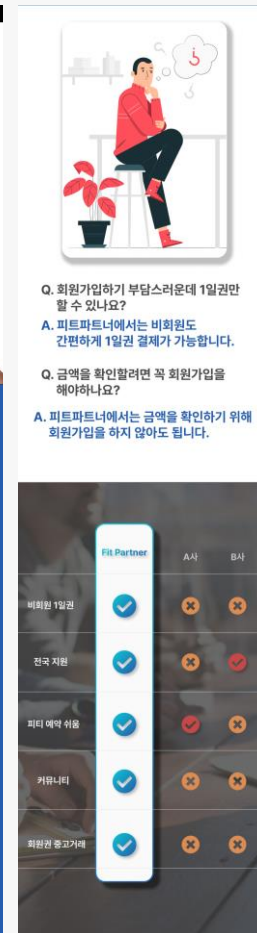 Q. 회원가입하기 부담스러운데 1일권만
할 수 있나요?
A. 피트파트너에서는 비회원도
간편하게 1일권 결제가 가능합니다.
Q. 금액을 확인할려면 꼭 회원가입을
해야하나요?
A. 피트파트너에서는 금액을 확인하기 위해
회원가입을 하지 않아도 됩니다.
Fit Partner A사 B사
비회원 1일권
전국 지원
피티 예약 쉬움
커뮤니티
회원권 중고거래